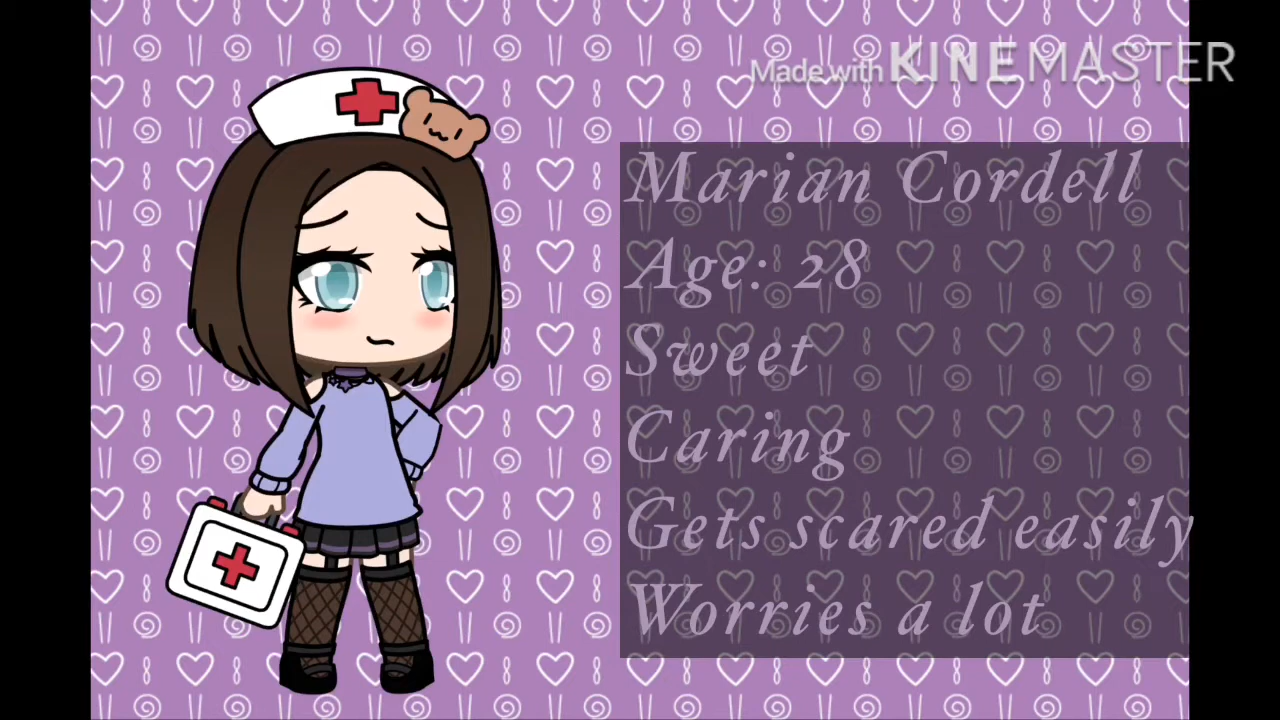 Made with KINEMASTER
Marian Cordell
Age: 28
Sweet
Caring
Gets scared easily
Worries a lot